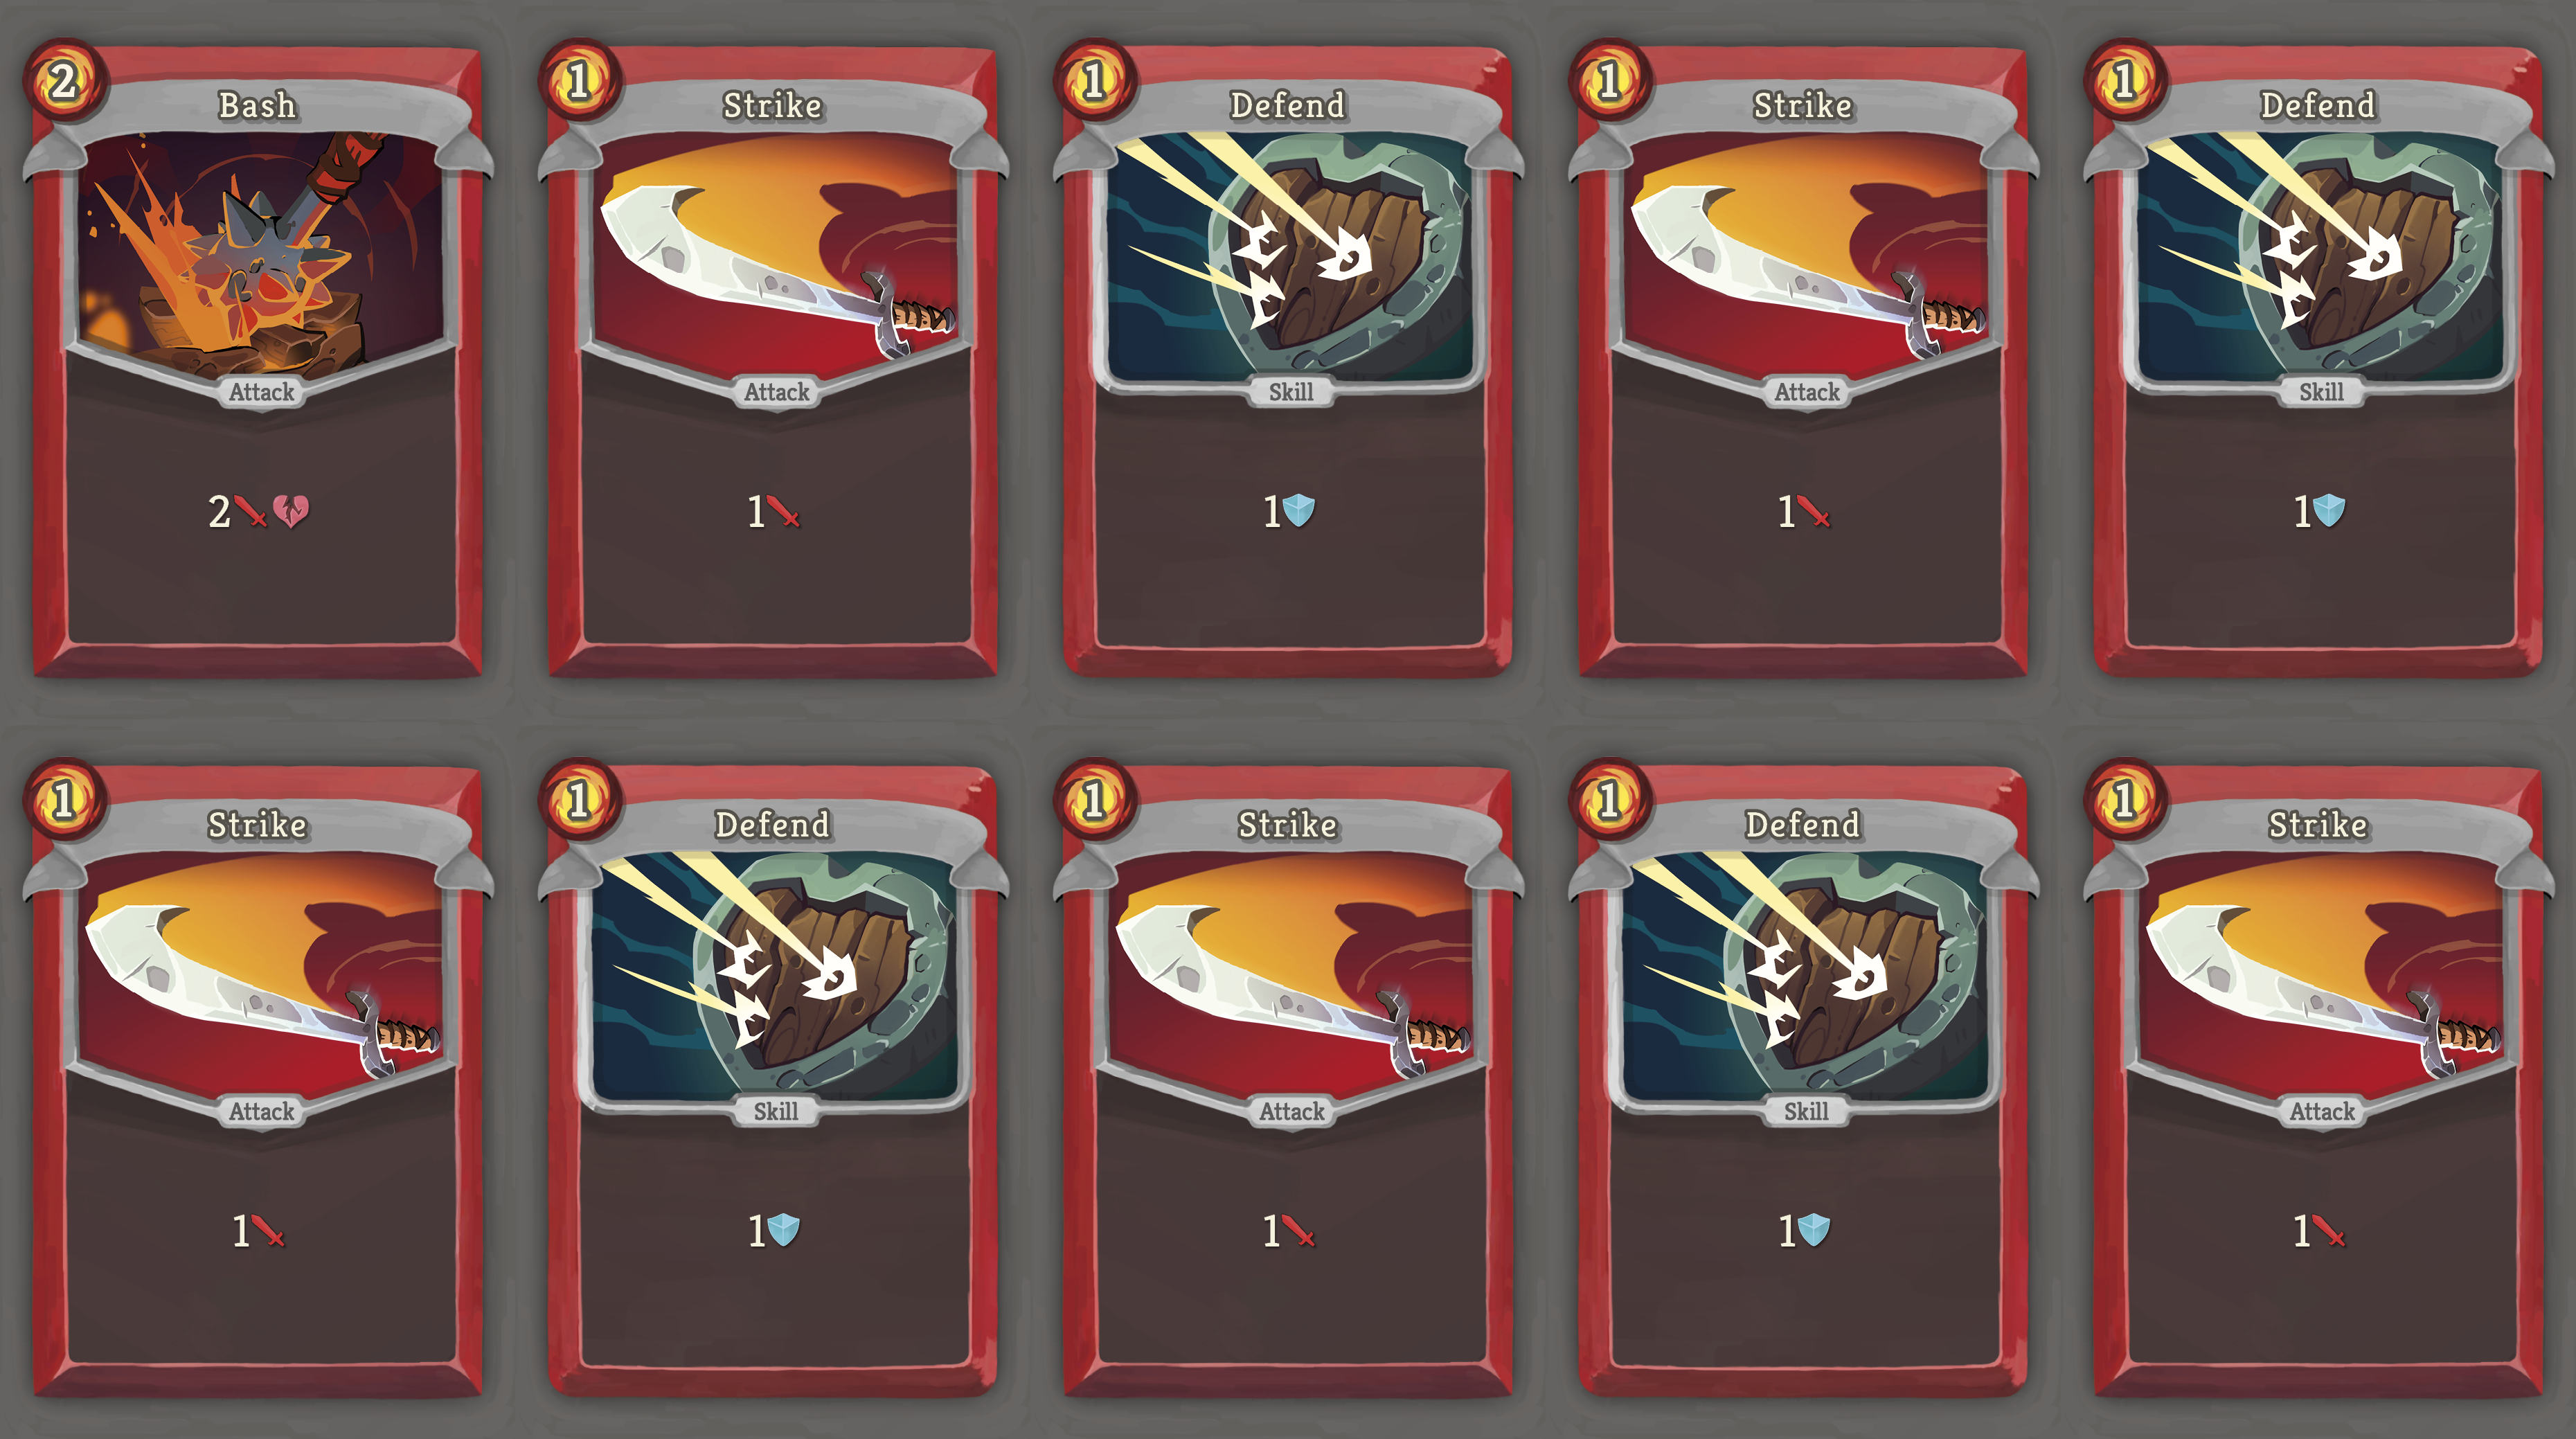 2
Bash
Attack
2
1
Strike
Attack
1
1
Defend
Skill
1
1
Strike
Attack
1
1
Defend
Skill
1
1
Strike
Attack
1
1
Defend
Skill
1
1
Strike
Attack
1
1
Defend
Skill
1
1
Strike
Attack
1